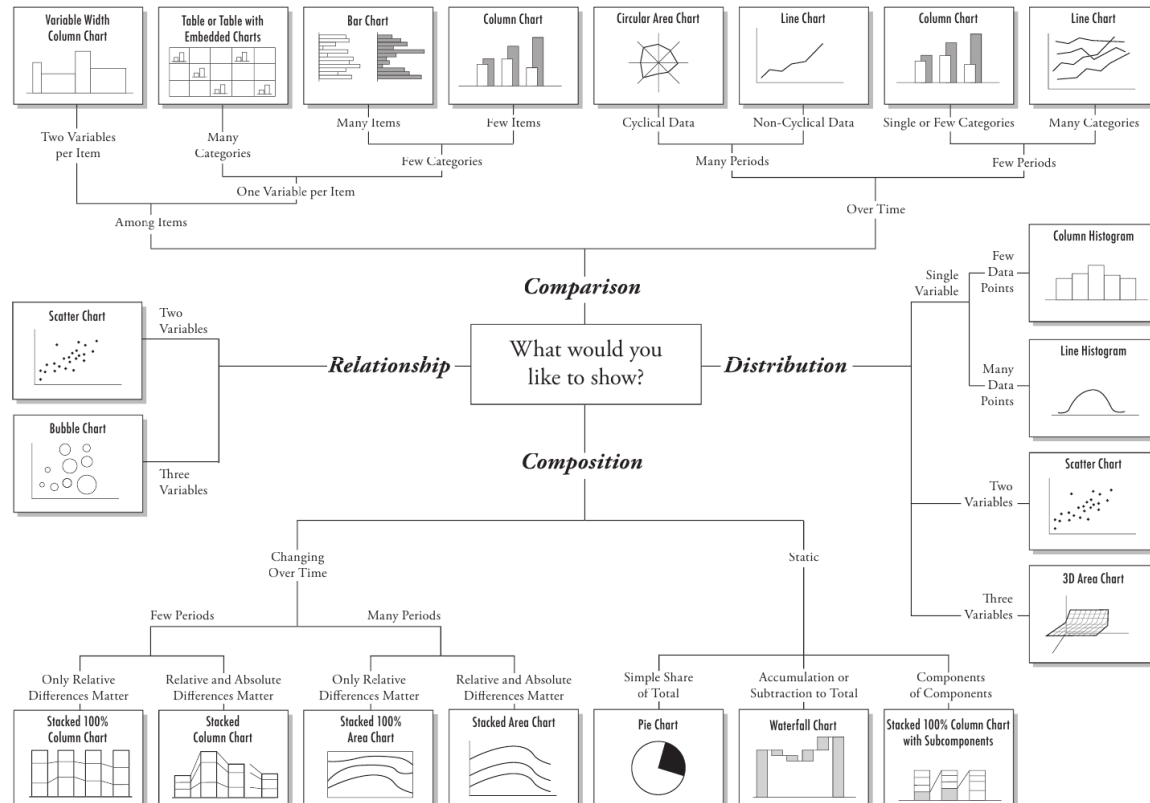 Variable Width
Column Chart
Table or Table with
Embedded Charts
Bar Chart
Column Chart
Circular Area Chart
Line Chart
Column Chart
Line Chart
Two Variables
per Item
Many
Categories
Many Items
Few Items
Cyclical Data
Non-Cyclical Data
Single or Few Categories
Many Categories
Few Categories
Many Periods
Few Periods
One Variable per Item
Among Items
Over Time
Comparison
Relationship
What would you
like to show?
Distribution
Composition
Scatter Chart
Two
Variables
Bubble Chart
Three
Variables
Single
Variable
Few
Data
Points
Column Histogram
Many
Data
Points
Line Histogram
Two
Variables
Scatter Chart
Three
Variables
3D Area Chart
Changing
Over Time
Static
Few Periods
Many Periods
Only Relative
Differences Matter
Relative and Absolute
Differences Matter
Only Relative
Differences Matter
Relative and Absolute
Differences Matter
Simple Share
of Total
Accumulation or
Subtraction to Total
Components
of Components
Stacked 100%
Column Chart
Stacked
Column Chart
Stacked 100%
Area Chart
Stacked Area Chart
Pie Chart
Waterfall Chart
Stacked 100% Column Chart
with Subcomponents